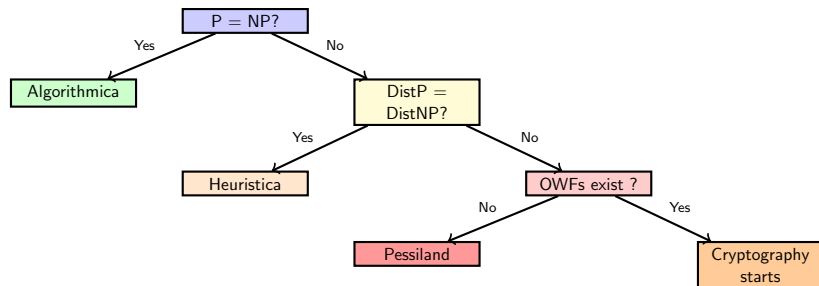 P = NP?
Yes
No
Algorithmica
DistP =
DistNP?
Yes
No
Heuristica
OWFs exist ?
No
Yes
Pessiland
Cryptography
starts